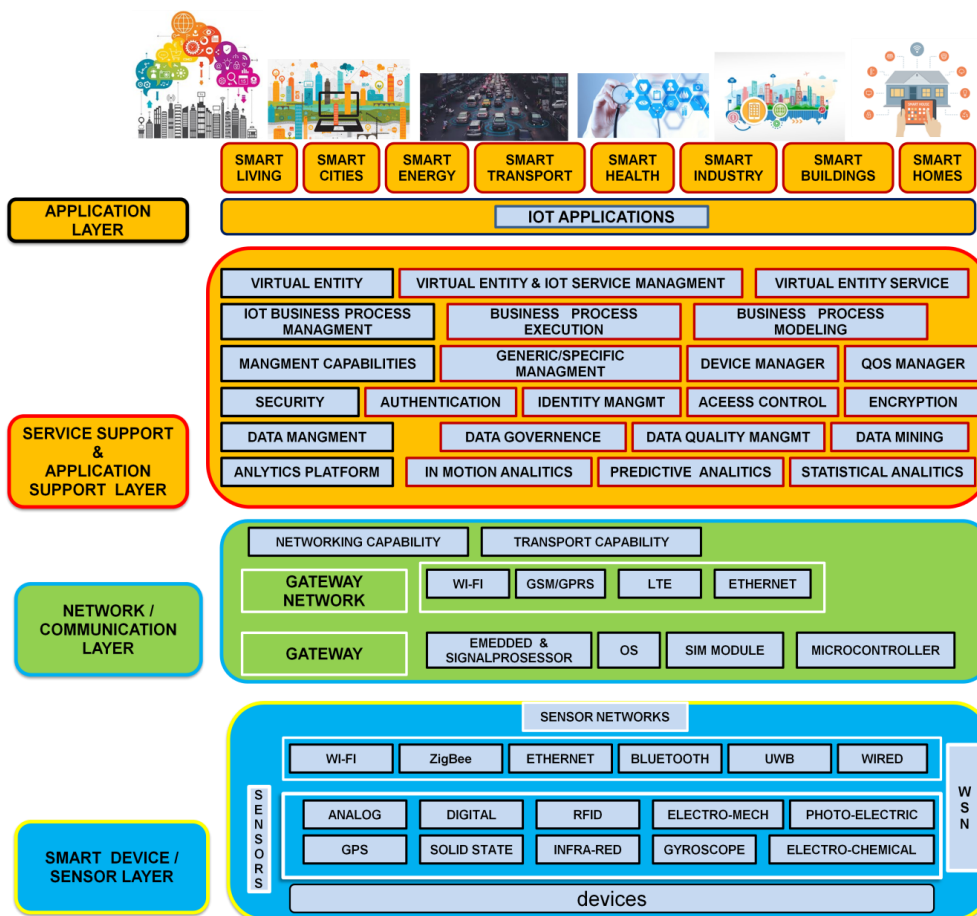 SMART LIVING
SMART CITIES
SMART ENERGY
SMART TRANSPORT
SMART HEALTH
SMART INDUSTRY
SMART BUILDINGS
SMART HOMES
APPLICATION
LAYER
IOT APPLICATIONS
SERVICE SUPPORT
&
APPLICATION
SUPPORT LAYER
VIRTUAL ENTITY
VIRTUAL ENTITY & IOT SERVICE MANAGMENT
VIRTUAL ENTITY SERVICE
IOT BUSINESS PROCESS
MANAGMENT
BUSINESS PROCESS
EXECUTION
BUSINESS PROCESS
MODELING
MANGMENT CAPABILITIES
GENERIC/SPECIFIC
MANAGMENT
DEVICE MANAGER
QOS MANAGER
SECURITY
AUTHENTICATION
IDENTITY MANGMT
ACEESS CONTROL
ENCRYPTION
DATA MANGMENT
DATA GOVERNENCE
DATA QUALITY MANGMT
DATA MINING
ANLYTICS PLATFORM
IN MOTION ANALITICS
PREDICTIVE ANALITICS
STATISTICAL ANALITICS
NETWORK /
COMMUNICATION
LAYER
NETWORKING CAPABILITY
TRANSPORT CAPABILITY
GATEWAY
NETWORK
WI-FI
GSM/GPRS
LTE
ETHERNET
GATEWAY
EMEDDED &
SIGNALPROSESSOR
OS
SIM MODULE
MICROCONTROLLER
SMART DEVICE /
SENSOR LAYER
SENSOR NETWORKS
WI-FI
ZigBee
ETHERNET
BLUETOOTH
UWB
WIRED
WSN
SENSORS
ANALOG
DIGITAL
RFID
ELECTRO-MECH
PHOTO-ELECTRIC
GPS
SOLID STATE
INFRA-RED
GYROSCOPE
ELECTRO-CHEMICAL
devices